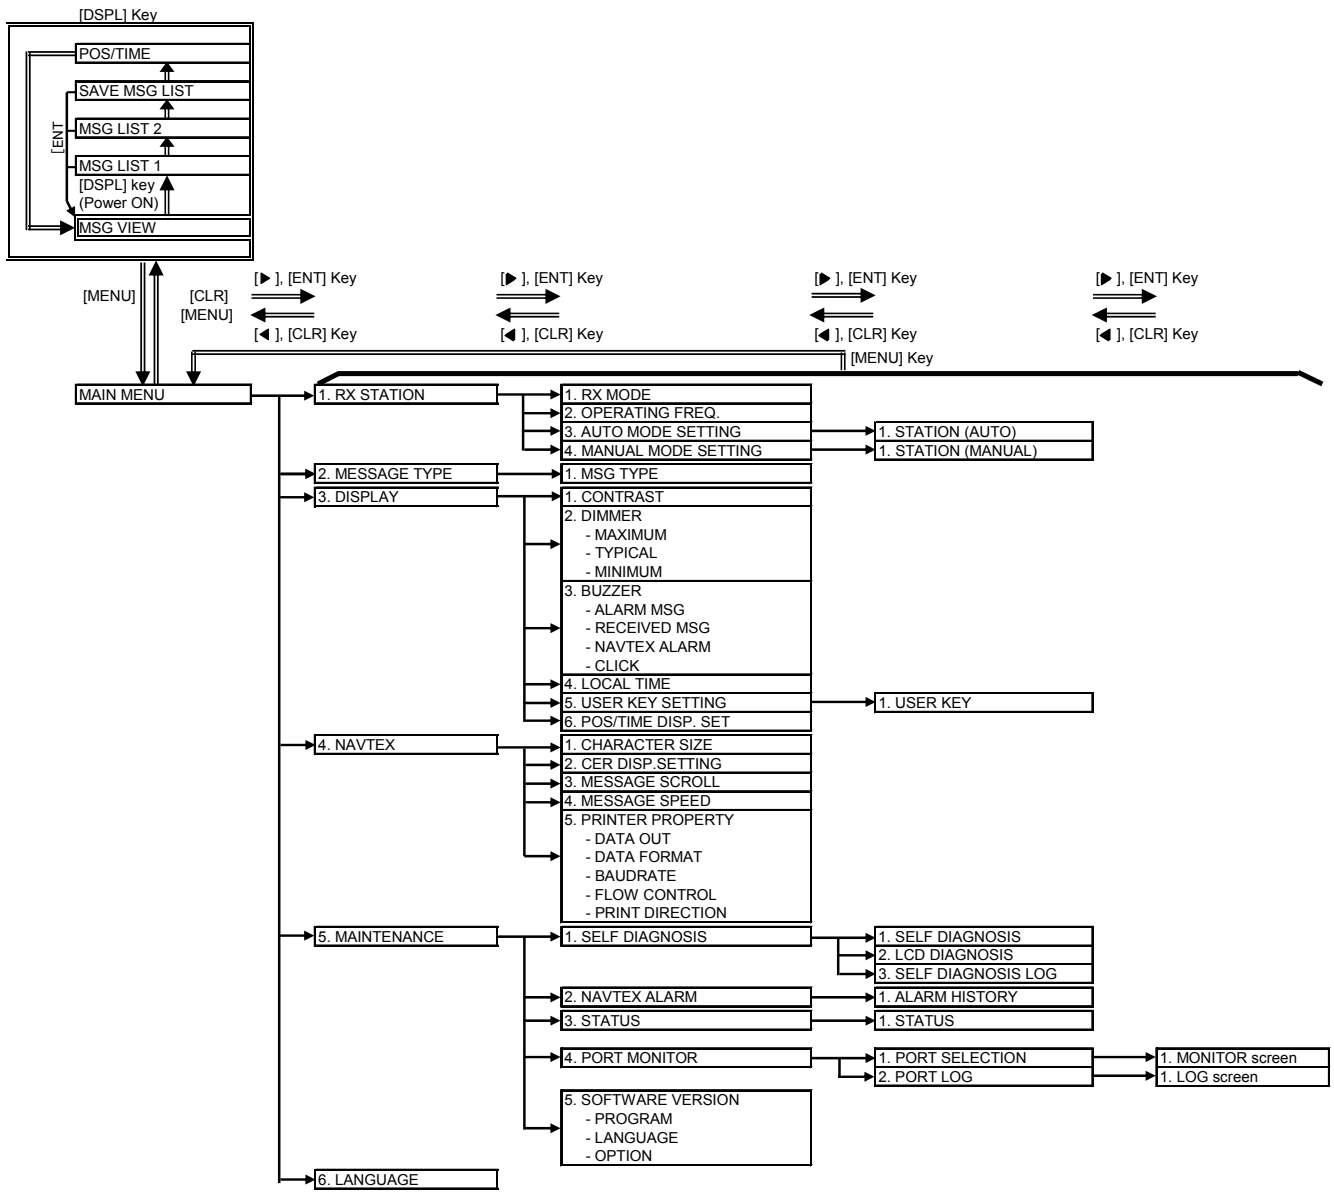 [DSPL] Key
POS/TIME
SAVE MSG LIST
MSG LIST 2
[ENT
MSG LIST 1
[DSPL] key
(Power ON)
MSG VIEW
[MENU]
[CLR]
[MENU]
[▶], [ENT] Key
[◀], [CLR] Key
[▶], [ENT] Key
[◀], [CLR] Key
[▶], [ENT] Key
[◀], [CLR] Key
[▶], [ENT] Key
[◀], [CLR] Key
[MENU] Key
MAIN MENU
1. RX STATION
1. RX MODE
2. OPERATING FREQ.
3. AUTO MODE SETTING
1. STATION (AUTO)
4. MANUAL MODE SETTING
1. STATION (MANUAL)
2. MESSAGE TYPE
1. MSG TYPE
3. DISPLAY
1. CONTRAST
2. DIMMER
- MAXIMUM
- TYPICAL
- MINIMUM
3. BUZZER
- ALARM MSG
- RECEIVED MSG
- NAVTEX ALARM
- CLICK
4. LOCAL TIME
5. USER KEY SETTING
1. USER KEY
6. POS/TIME DISP. SET
4. NAVTEX
1. CHARACTER SIZE
2. CER DISP.SETTING
3. MESSAGE SCROLL
4. MESSAGE SPEED
5. PRINTER PROPERTY
- DATA OUT
- DATA FORMAT
- BAUDRATE
- FLOW CONTROL
- PRINT DIRECTION
5. MAINTENANCE
1. SELF DIAGNOSIS
1. SELF DIAGNOSIS
2. LCD DIAGNOSIS
3. SELF DIAGNOSIS LOG
2. NAVTEX ALARM
1. ALARM HISTORY
3. STATUS
1. STATUS
4. PORT MONITOR
1. PORT SELECTION
1. MONITOR screen
2. PORT LOG
1. LOG screen
5. SOFTWARE VERSION
- PROGRAM
- LANGUAGE
- OPTION
6. LANGUAGE